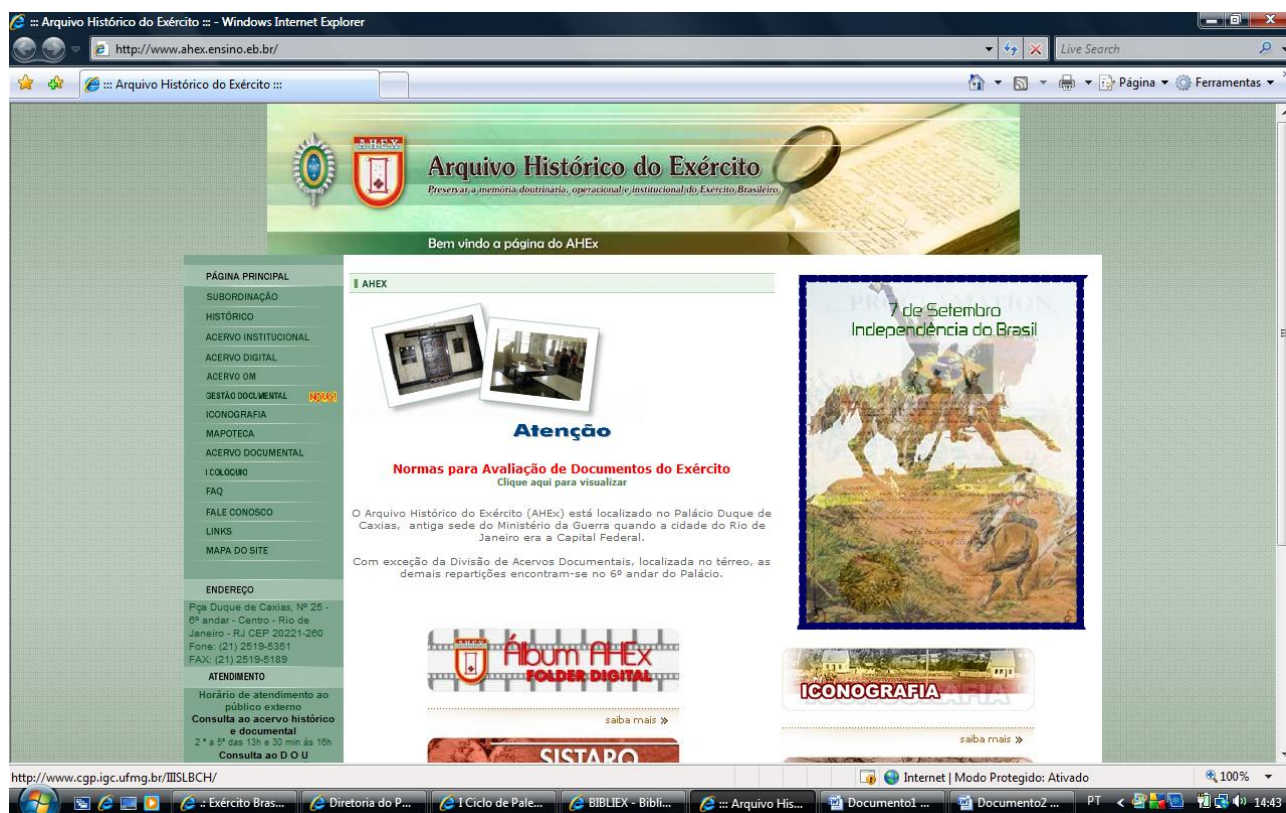 ::: Arquivo Histórico do Exército ::: - Windows Internet Explorer
http://www.ahex.ensino.eb.br/
Live Search
::: Arquivo Histórico do Exército :::
Página
Ferramentas
AHEX
Arquivo Histórico do Exército
Preservar a memória doutrinária, operacional e institucional do Exército Brasileiro
Bem vindo a página do AHEx
PÁGINA PRINCIPAL
SUBORDINAÇÃO
HISTÓRICO
ACERVO INSTITUCIONAL
ACERVO DIGITAL
ACERVO OM
GESTÃO DOCUMENTAL NOVO!
ICONOGRAFIA
MAPOTECA
ACERVO DOCUMENTAL
I COLOQUIO
FAQ
FALE CONOSCO
LINKS
MAPA DO SITE
ENDEREÇO
Pça Duque de Caxias, Nº 25 -
6º andar - Centro - Rio de
Janeiro - RJ CEP 20221-260
Fone: (21) 2519-5351
FAX: (21) 2519-5189
ATENDIMENTO
Horário de atendimento ao
público externo
Consulta ao acervo histórico
e documental
2ª a 5ª das 13h e 30 min às 16h
Consulta ao D O U
AHEX
Atenção
Normas para Avaliação de Documentos do Exército
Clique aqui para visualizar
O Arquivo Histórico do Exército (AHEx) está localizado no Palácio Duque de
Caxias, antiga sede do Ministério da Guerra quando a cidade do Rio de
Janeiro era a Capital Federal.
Com exceção da Divisão de Acervos Documentais, localizada no térreo, as
demais repartições encontram-se no 6º andar do Palácio.
Álbum AHEx
FOLDER DIGITAL
saiba mais »
SISTARQ
7 de Setembro
Independência do Brasil
ICONOGRAFIA
saiba mais »
http://www.cgp.igc.ufmg.br/IIISLBCH/
Internet | Modo Protegido: Ativado
100%
.: Exército Bras...
Diretoria do P...
I Ciclo de Pale...
BIBLIEX - Bibli...
::: Arquivo His...
Documento1 ...
Documento2 ...
PT
14:43